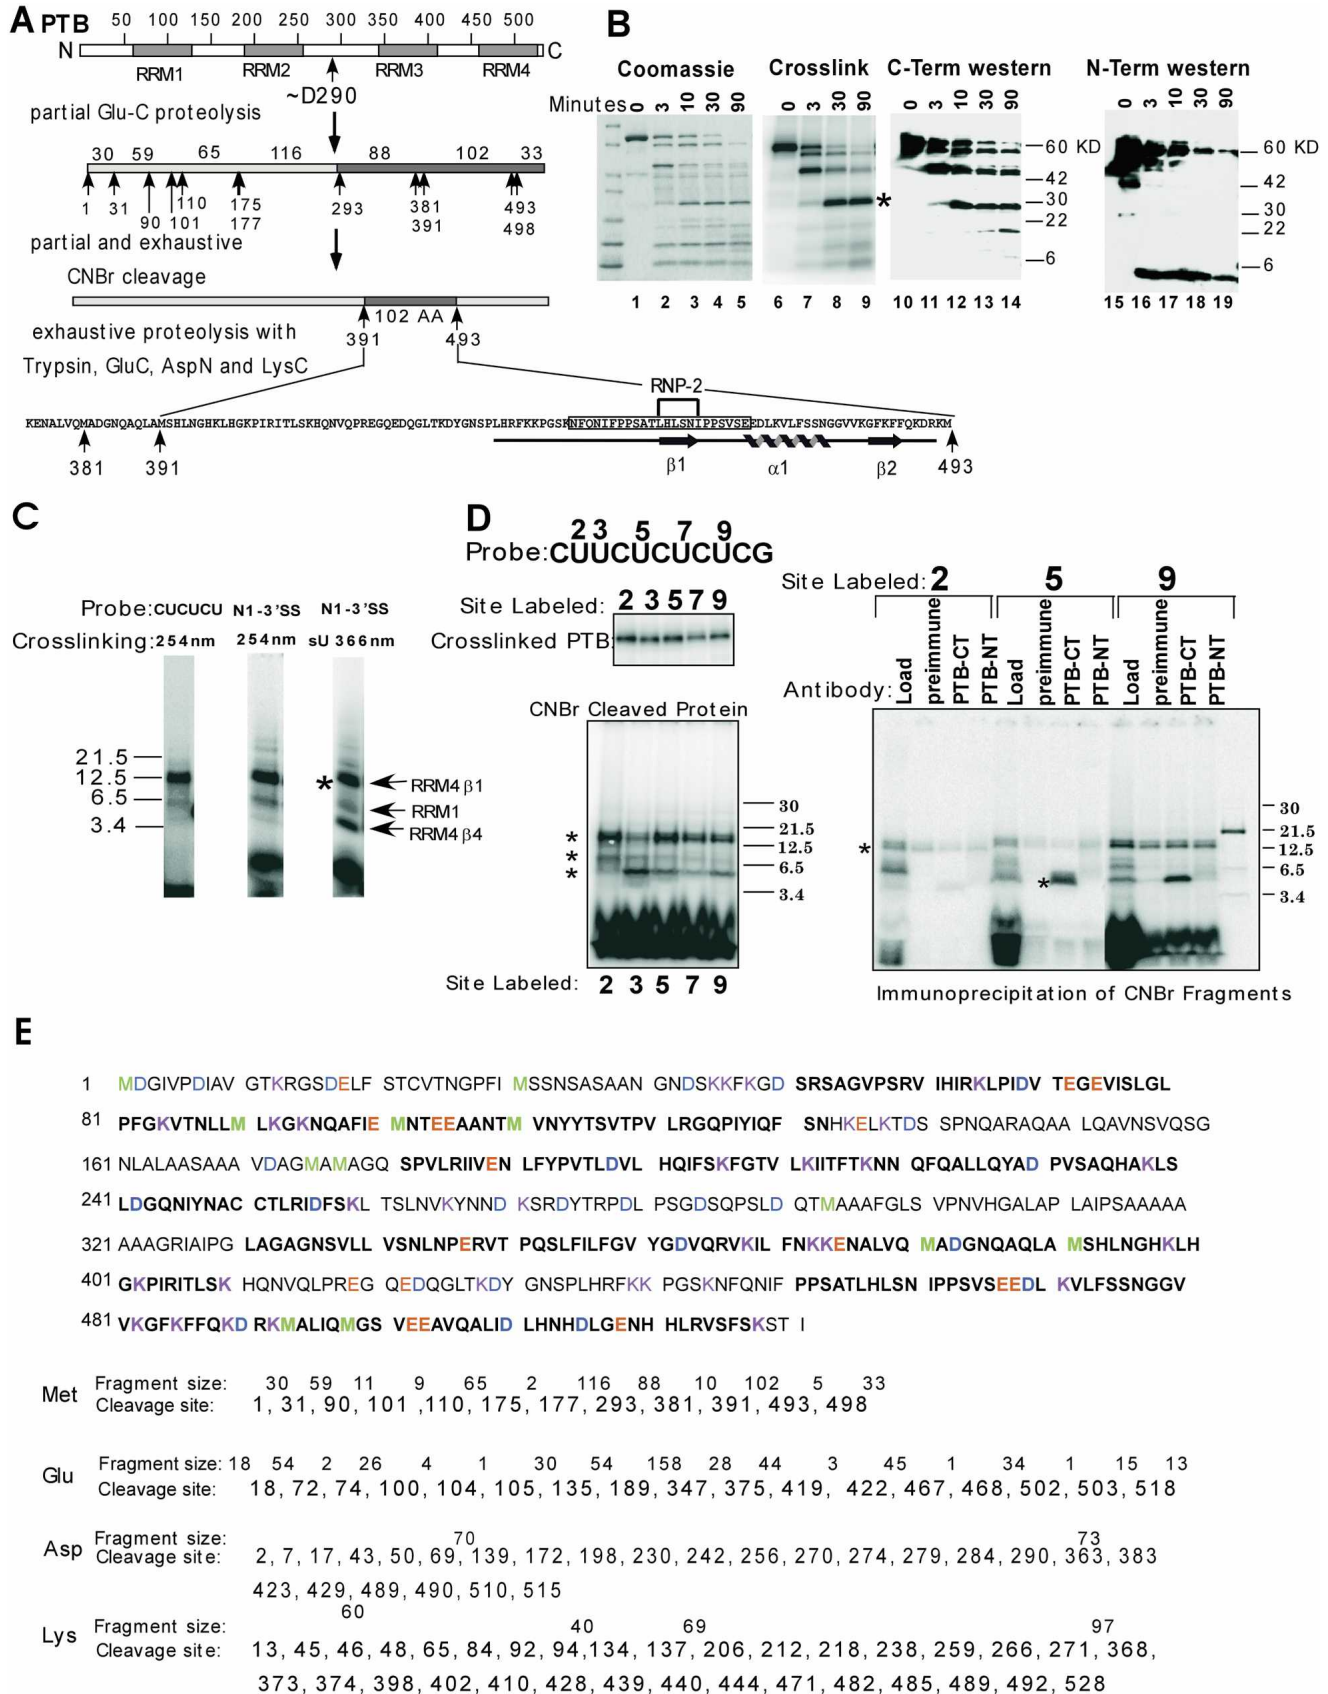 A PTB 50 100 150 200 250 300 350 400 450 500
N C
RRM1 RRM2 RRM3 RRM4
~D290
partial Glu-C proteolysis
30 59 65 116 88 102 33
1 31 90 101 110 175 177 293 381 391 493 498
partial and exhaustive
CNBr cleavage
102 AA
391 493
exhaustive proteolysis with
Trypsin, GluC, AspN and LysC
RNP-2
KENALVQMADGNQAQLAMSHLNGHKLHGKPIRITLSKHQNVQPREGQEDQGLTKDYGNSPLHRFKKPGSKNFQNIFPPSATLHLSNIPPSVSEEDLKVLFSSNGGVVKGFKFFQKDRKM
381 391 β1 α1 β2 493
B
Coomassie Crosslink C-Term western N-Term western
Minutes 0 3 10 30 90 0 3 30 90 0 3 10 30 90 0 3 10 30 90
60 KD 42 30 22 6
60 KD 42 30 22 6
*
1 2 3 4 5 6 7 8 9 10 11 12 13 14 15 16 17 18 19
C
Probe: CUCUCU N1-3'SS N1-3'SS
Crosslinking: 254nm 254nm sU 366nm
21.5
12.5
6.5
3.4
*
RRM4 β1
RRM1
RRM4 β4
D
2 3 5 7 9
Probe: CUUCUCUCUCG
Site Labeled: 2 3 5 7 9
Crosslinked PTB:
CNBr Cleaved Protein
30
21.5
12.5
6.5
3.4
*
*
*
Site Labeled: 2 3 5 7 9
Site Labeled: 2 5 9
Antibody: Load preimmune PTB-CT PTB-NT Load preimmune PTB-CT PTB-NT Load preimmune PTB-CT PTB-NT
30
21.5
12.5
6.5
3.4
*
*
Immunoprecipitation of CNBr Fragments
E
1 MDGIVPDIAV GTKRGSDELF STCVTNGPFI MSSNSASAAN GNDSKKFKGD SRSAGVPSRV IHIRKLPIDV TEGEVISLGL
81 PFGKVTNLLM LKGKNQAFIE MNTEEAANTM VNYYTSVTPV LRGQPIYIQF SNHKELKTDS SPNQARAQAA LQAVNSVQSG
161 NLALAASAAA VDAGMAMAGQ SPVLRIIVEN LFYPVTLDVL HQIFSKFGTV LKIITFTKNN QFQALLQYAD PVSAQHAKLS
241 LDGQNIYNAC CTLRIDFSKL TSLNVKYNND KSRDYTRPDL PSGDSQPSLD QTMAAAFGLS VPNVHGALAP LAIPSAAAAA
321 AAAGRIAIPG LAGAGNSVLL VSNLNPERVT PQSLFILFGV YGDVQRVKIL FNKKENALVQ MADGNQAQLA MSHLNGHKLH
401 GKPIRITLSK HQNVQLPREG QEDQGLTKDY GNSPLHRFKK PGSKNFQNIF PPSATLHLSN IPPSVSEEDL KVLFSSNGGV
481 VKGFKFFQKD RKMALIQMGS VEEAVQALID LHNHDLGENH HLRVSFSKST I
Met Fragment size: 30 59 11 9 65 2 116 88 10 102 5 33
Cleavage site: 1, 31, 90, 101 ,110, 175, 177, 293, 381, 391, 493, 498
Glu Fragment size: 18 54 2 26 4 1 30 54 158 28 44 3 45 1 34 1 15 13
Cleavage site: 18, 72, 74, 100, 104, 105, 135, 189, 347, 375, 419, 422, 467, 468, 502, 503, 518
Asp Fragment size: 70 73
Cleavage site: 2, 7, 17, 43, 50, 69, 139, 172, 198, 230, 242, 256, 270, 274, 279, 284, 290, 363, 383
423, 429, 489, 490, 510, 515
Lys Fragment size: 60 40 69 97
Cleavage site: 13, 45, 46, 48, 65, 84, 92, 94, 134, 137, 206, 212, 218, 238, 259, 266, 271, 368,
373, 374, 398, 402, 410, 428, 439, 440, 444, 471, 482, 485, 489, 492, 528